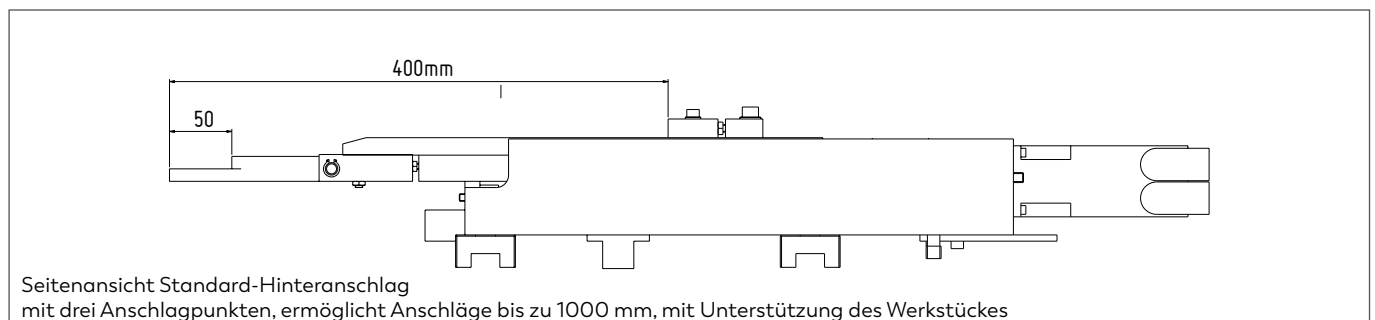 400mm
50
Seitenansicht Standard-Hinteranschlag
mit drei Anschlagpunkten, ermöglicht Anschläge bis zu 1000 mm, mit Unterstützung des Werkstückes